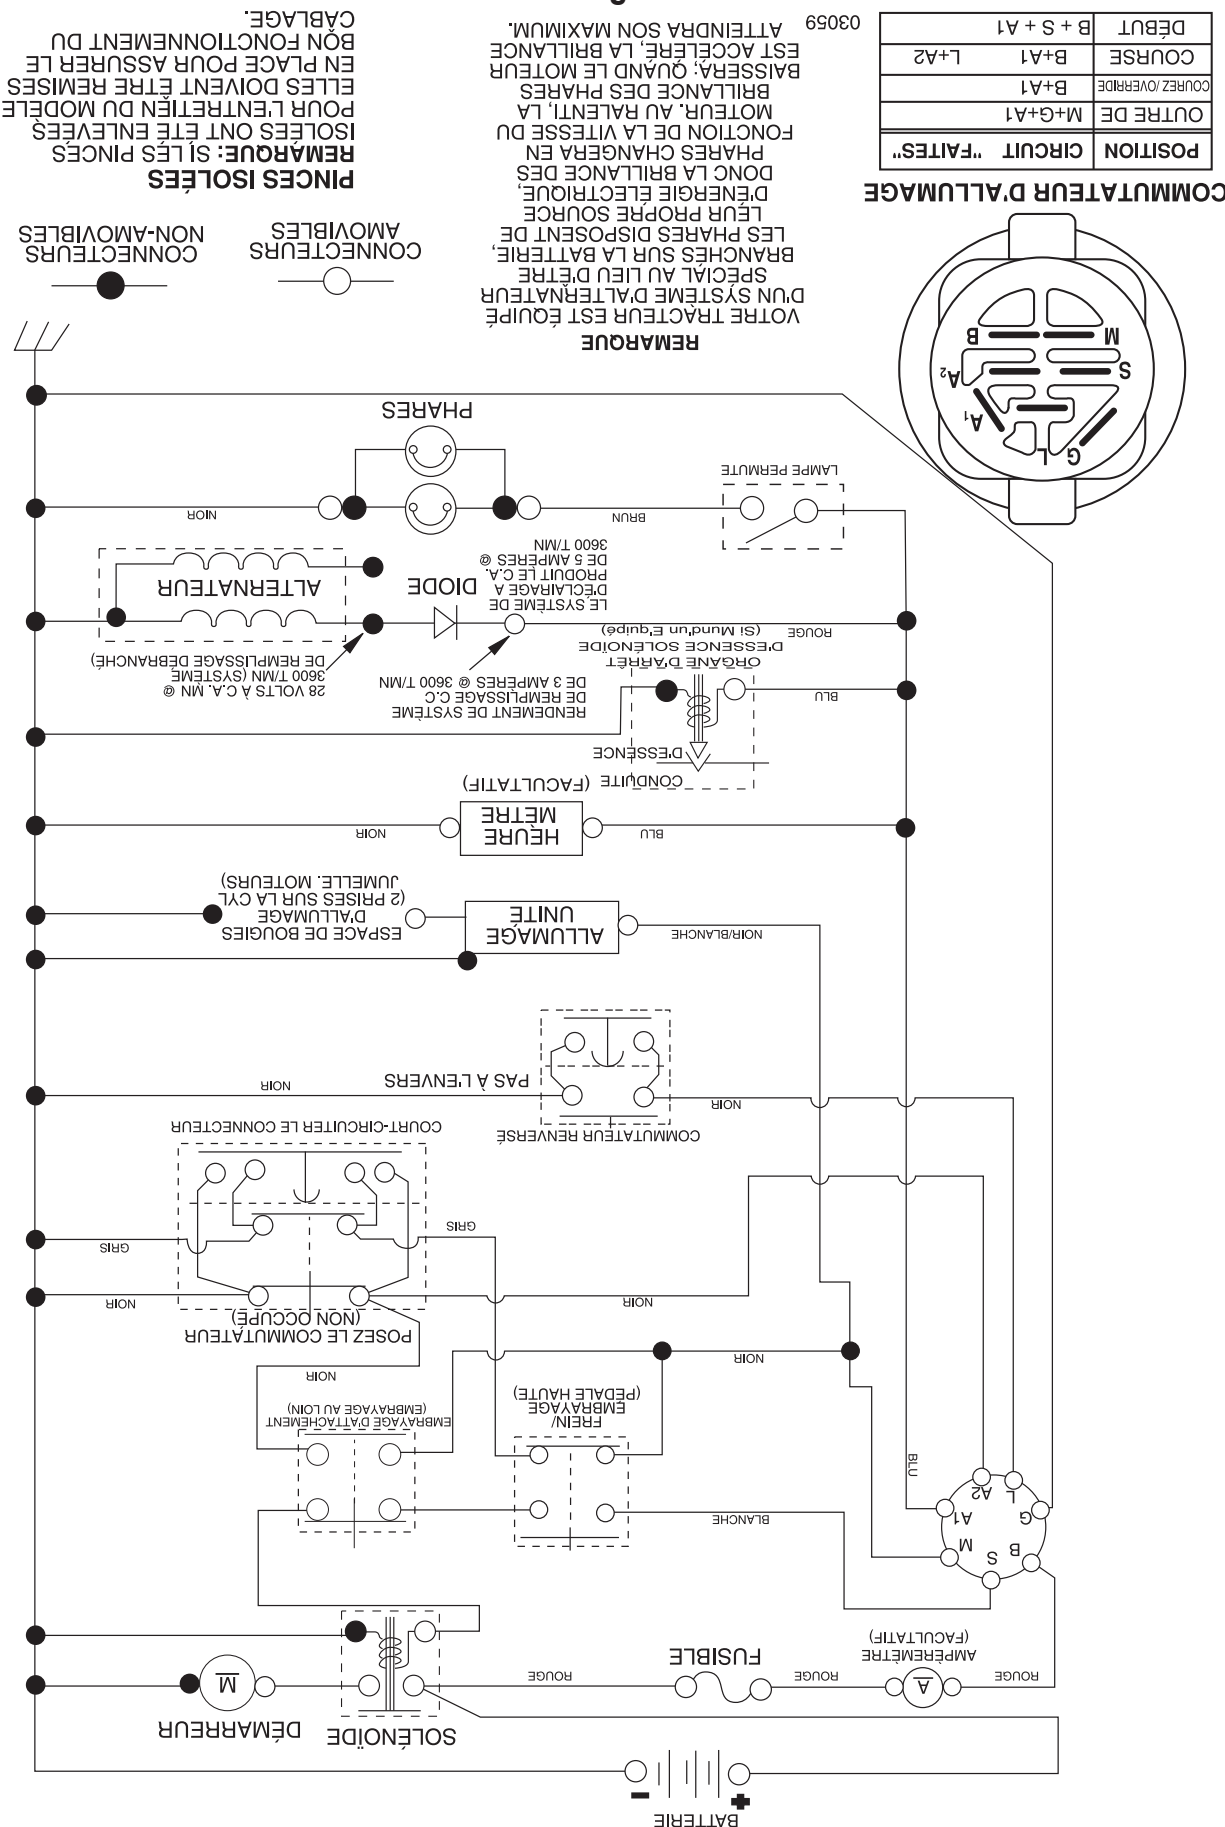 BATTERIE
+
-
SOLÉNOÏDE
DÉMARREUR
ROUGE
A
ROUGE
ROUGE
M
AMPÈREMÈTRE
(FACULTATIF)
FUSIBLE
B
S
M
G
A1
L
A2
BLANCHE
BLU
FREIN/
EMBRAYAGE
(PÉDALE HAUTE)
EMBRAYAGE D'ATTACHEMENT
(EMBRAYAGE AU LOIN)
NOIR
NOIR
POSEZ LE COMMUTATEUR
(NON OCCUPÉ)
NOIR
NOIR
GRIS
GRIS
COURT-CIRCUITER LE CONNECTEUR
COMMUTATEUR RENVERSÉ
NOIR
PAS À L'ENVERS
NOIR
NOIR/BLANCHE
ALLUMAGE
UNITÉ
ESPACE DE BOUGIES
D'ALLUMAGE
(2 PRISES SUR LA CYL
JUMELLE. MOTEURS)
BLU
HEURE
MÈTRE
(FACULTATIF)
NOIR
CONDUITE
D'ESSENCE
BLU
ORGANE D'ARRÊT
D'ESSENCE SOLÉNOÏDE
(Si Mund'un E'quipé)
RENDEMENT DE SYSTÈME
DE REMPLISSAGE C.C
DE 3 AMPÈRES @ 3600 T/MN
28 VOLTS À C.A. MN @
3600 T/MN (SYSTÈME
DE REMPLISSAGE DÉBRANCHÉ)
ROUGE
LE SYSTÈME DE
D'ÉCLAIRAGE A
PRODUIT LE C.A.
DE 5 AMPÈRES @
3600 T/MN
DIODE
ALTERNATEUR
BRUN
NIOR
LAMPE PERMUTE
PHARES
G
L
A1
A2
S
M
B
COMMUTATEUR D'ALLUMAGE
POSITION CIRCUIT "FAITES"
OUTRE DE M+G+A1
COUREZ /OVERRIDE B+A1
COURSE B+A1 L+A2
DÉBUT B + S + A1
03059
REMARQUE
VOTRE TRACTEUR EST ÉQUIPÉ
D'UN SYSTÈME D'ALTERNATEUR
SPÉCIAL AU LIEU D'ÊTRE
BRANCHÉS SUR LA BATTERIE,
LES PHARES DISPOSENT DE
LEUR PROPRE SOURCE
D'ÉNERGIE ÉLECTRIQUE,
DONC LA BRILLANCE DES
PHARES CHANGERA EN
FONCTION DE LA VITESSE DU
MOTEUR. AU RALENTI, LA
BRILLANCE DES PHARES
BAISSERA; QUAND LE MOTEUR
EST ACCÉLÉRÉ, LA BRILLANCE
ATTEINDRA SON MAXIMUM.
CONNECTEURS
AMOVIBLES
CONNECTEURS
NON-AMOVIBLES
PINCES ISOLÉES
REMARQUE: SI LES PINCES
ISOLÉES ONT ÉTÉ ENLEVÉES
POUR L'ENTRETIEN DU MODÈLE
ELLES DOIVENT ÊTRE REMISES
EN PLACE POUR ASSURER LE
BON FONCTIONNEMENT DU
CÂBLAGE.